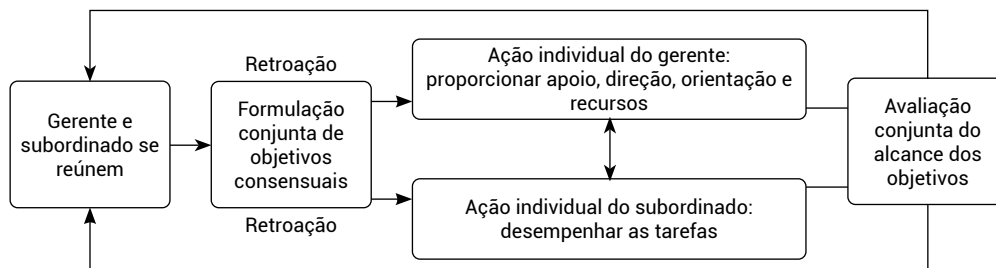 Gerente e
subordinado se
reúnem
Retroação
Formulação
conjunta de
objetivos
consensuais
Retroação
Ação individual do gerente:
proporcionar apoio, direção, orientação e
recursos
Ação individual do subordinado:
desempenhar as tarefas
Avaliação
conjunta do
alcance dos
objetivos